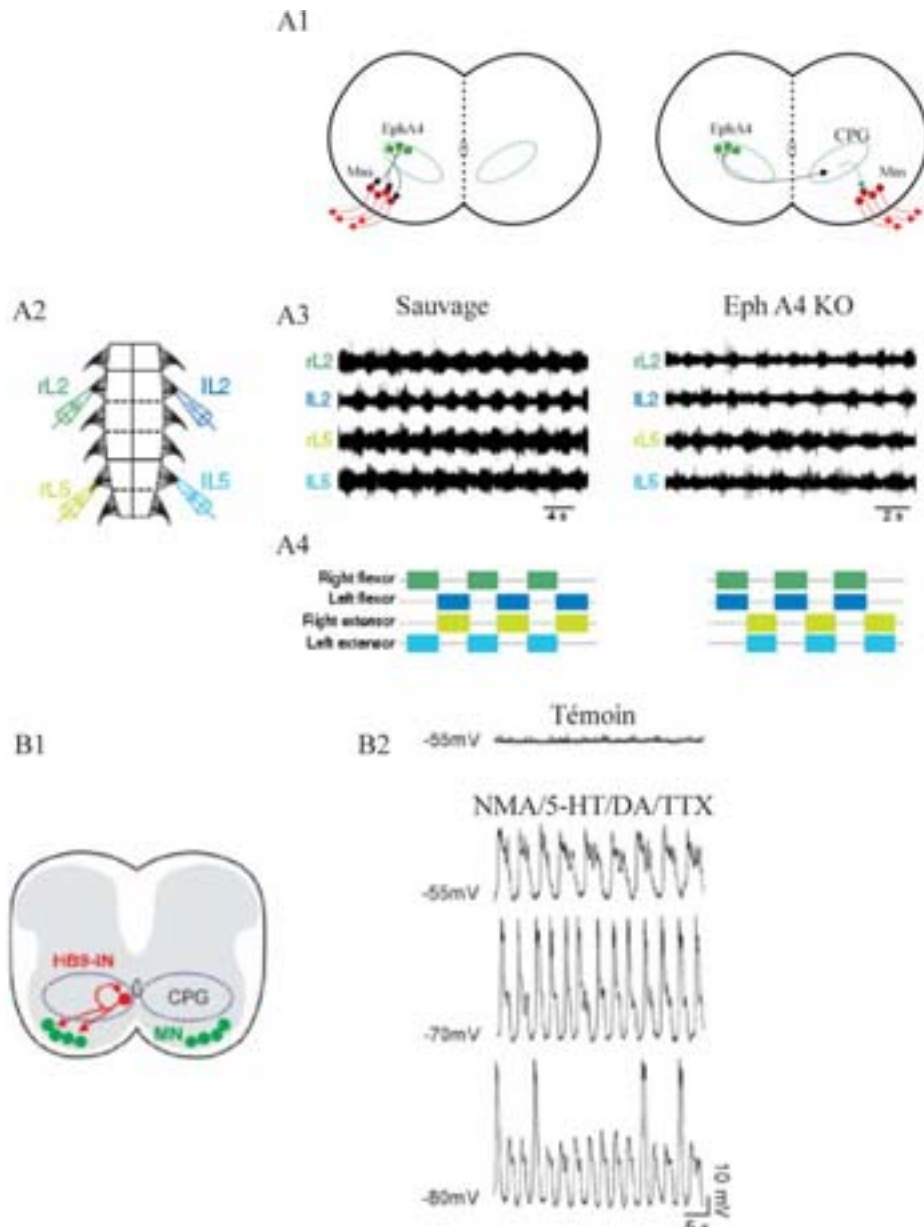 A1
EphA4
Mns
EphA4
CPG
Mns
A2
rL2
lL2
rL5
lL5
A3
Sauvage
Eph A4 KO
rL2
lL2
rL5
lL5
4 s
rL2
lL2
rL5
lL5
2 s
A4
Right flexor
Left flexor
Right extensor
Left extensor
B1
HB9-IN
CPG
MN
B2
Témoin
-55mV
NMA/5-HT/DA/TTX
-55mV
-70mV
-80mV
10 mV